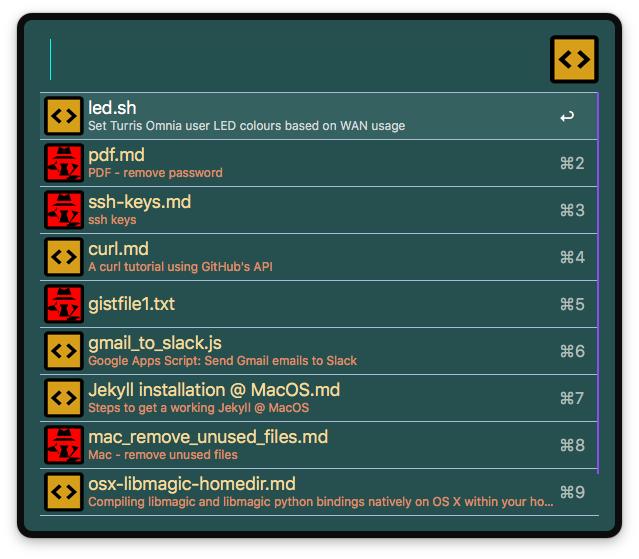 led.sh
Set Turris Omnia user LED colours based on WAN usage
↩
pdf.md
PDF - remove password
⌘2
ssh-keys.md
ssh keys
⌘3
curl.md
A curl tutorial using GitHub's API
⌘4
gistfile1.txt
⌘5
gmail_to_slack.js
Google Apps Script: Send Gmail emails to Slack
⌘6
Jekyll installation @ MacOS.md
Steps to get a working Jekyll @ MacOS
⌘7
mac_remove_unused_files.md
Mac - remove unused files
⌘8
osx-libmagic-homedir.md
Compiling libmagic and libmagic python bindings natively on OS X within your ho...
⌘9